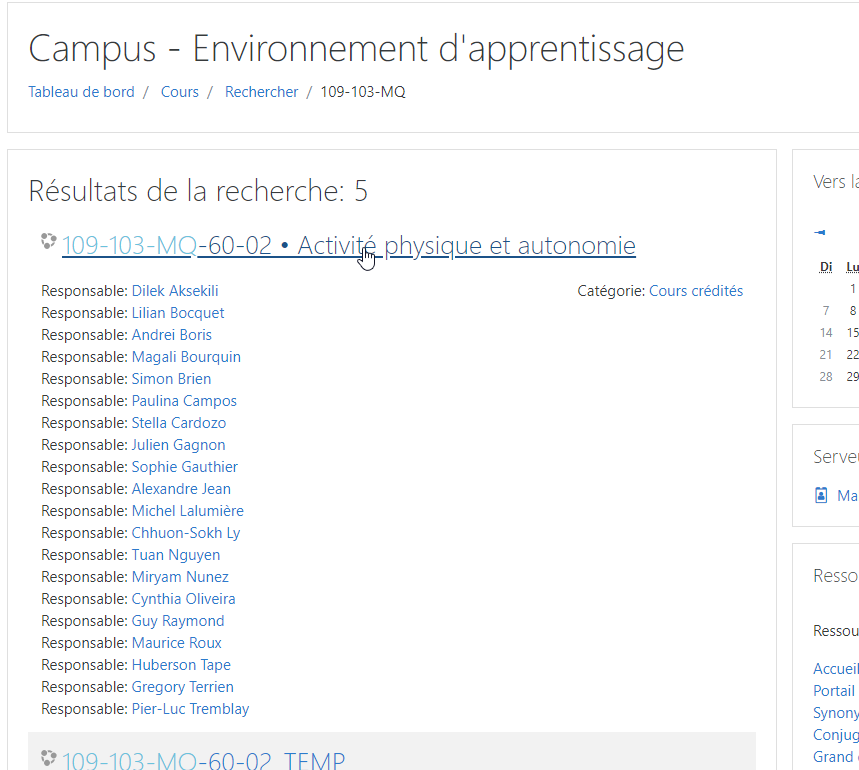 Campus - Environnement d'apprentissage
Tableau de bord / Cours / Rechercher / 109-103-MQ
Résultats de la recherche: 5
109-103-MQ-60-02 • Activité physique et autonomie
Responsable: Dilek Aksekili
Catégorie: Cours crédités
Responsable: Lilian Bocquet
Responsable: Andrei Boris
Responsable: Magali Bourquin
Responsable: Simon Brien
Responsable: Paulina Campos
Responsable: Stella Cardozo
Responsable: Julien Gagnon
Responsable: Sophie Gauthier
Responsable: Alexandre Jean
Responsable: Michel Lalumière
Responsable: Chhuon-Sokh Ly
Responsable: Tuan Nguyen
Responsable: Miryam Nunez
Responsable: Cynthia Oliveira
Responsable: Guy Raymond
Responsable: Maurice Roux
Responsable: Huberson Tape
Responsable: Gregory Terrien
Responsable: Pier-Luc Tremblay
109-103-MQ-60-02_TEMP
Vers la
Di Lu
1
7 8
14 15
21 22
28 29
Serveu
Ma
Resso
Ressou
Accueil
Portail
Synony
Conjug
Grand